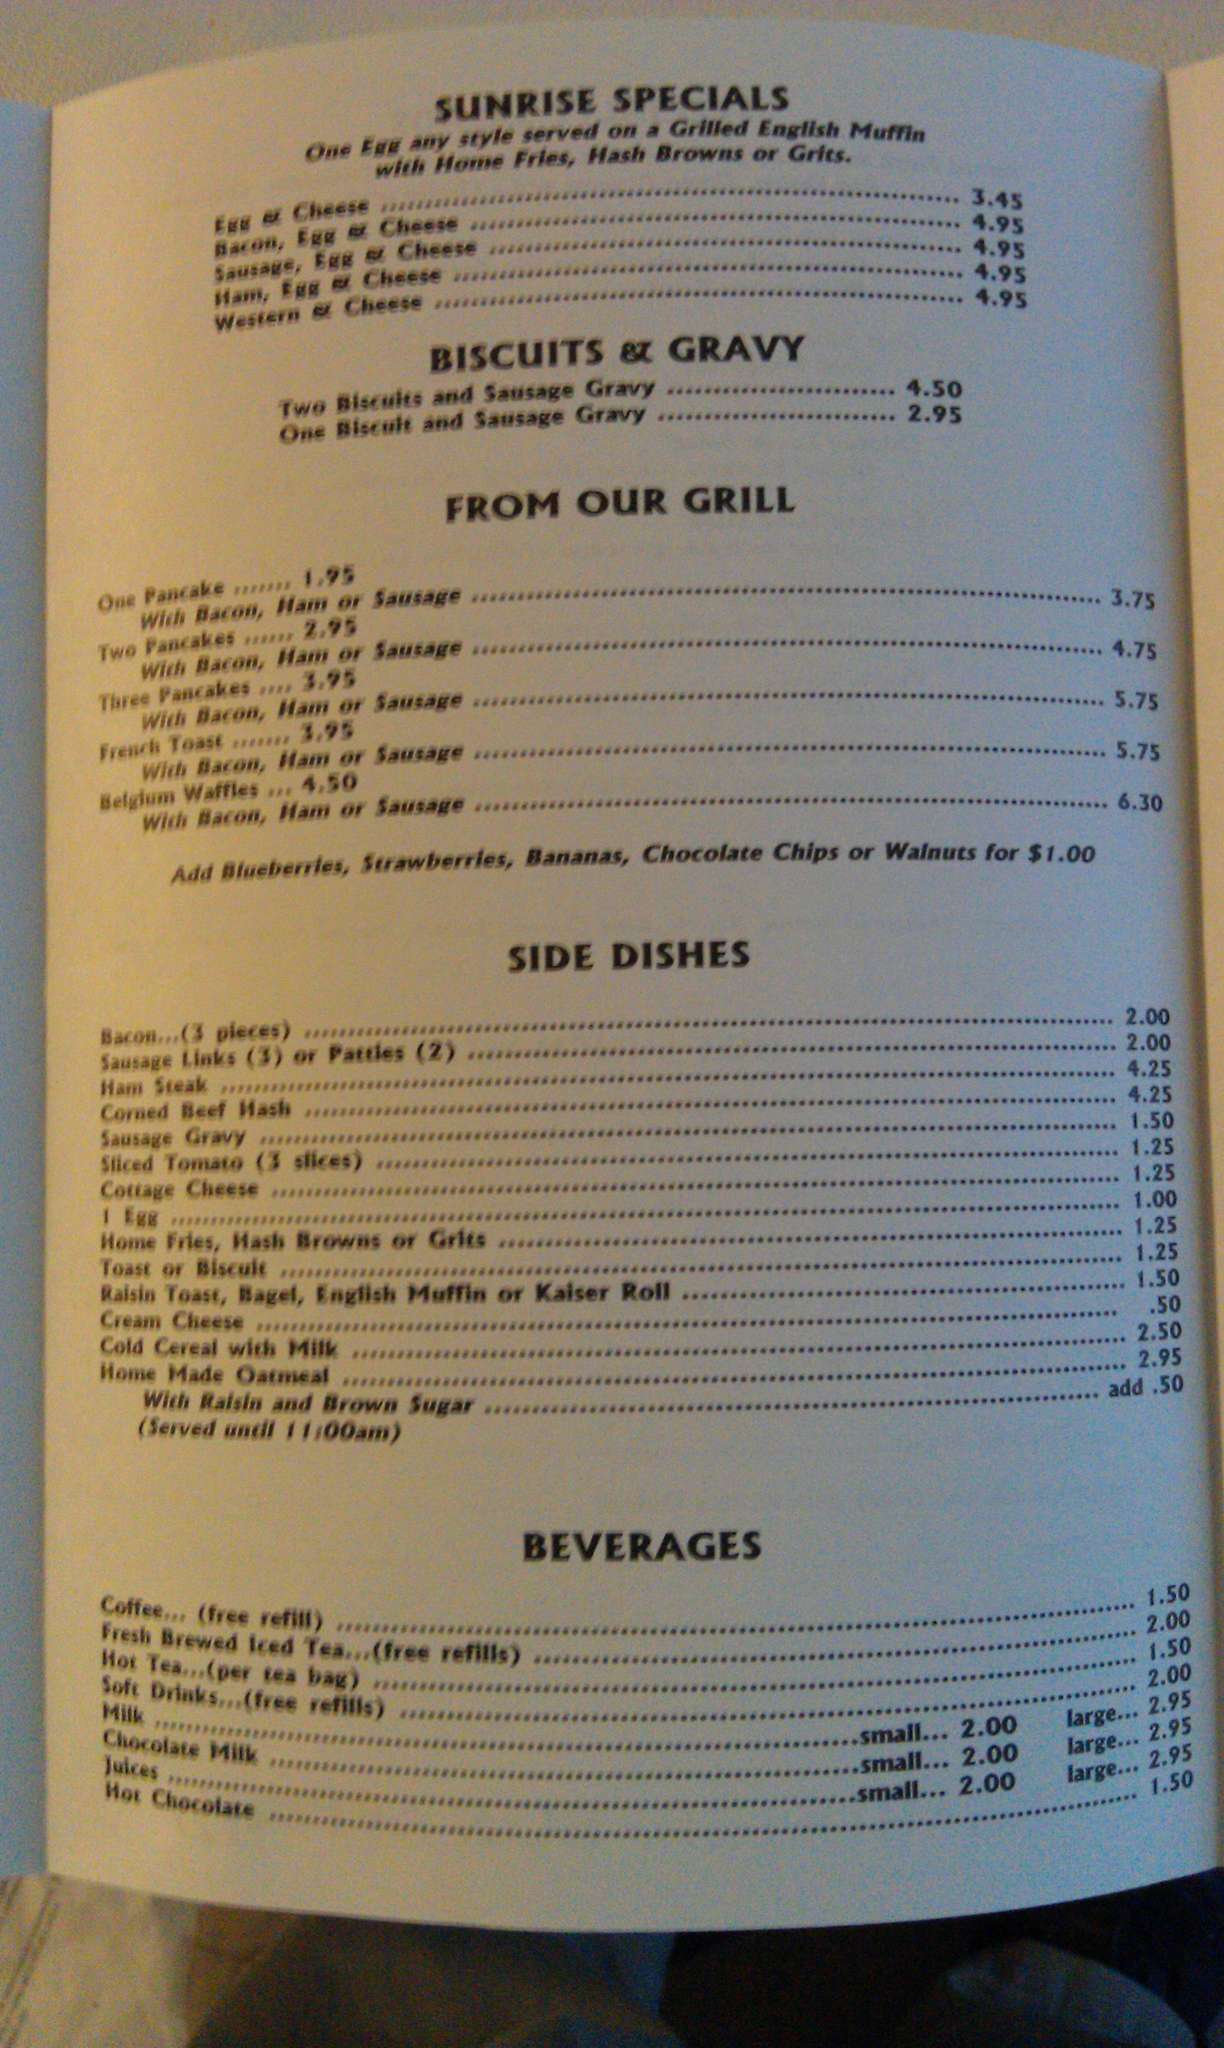 SUNRISE SPECIALS
One Egg any style served on a Grilled English Muffin
with Home Fries, Hash Browns or Grits.
Egg & Cheese ........ 3.45
Bacon, Egg & Cheese ........ 4.95
Sausage, Egg & Cheese ........ 4.95
Ham, Egg & Cheese ........ 4.95
Western & Cheese ........ 4.95
BISCUITS & GRAVY
Two Biscuits and Sausage Gravy ........ 4.50
One Biscuit and Sausage Gravy ........ 2.95
FROM OUR GRILL
One Pancake ....... 1.95
With Bacon, Ham or Sausage ........ 3.75
Two Pancakes ...... 2.95
With Bacon, Ham or Sausage ........ 4.75
Three Pancakes .... 3.95
With Bacon, Ham or Sausage ........ 5.75
French Toast ....... 3.95
With Bacon, Ham or Sausage ........ 5.75
Belgium Waffles ... 4.50
With Bacon, Ham or Sausage ........ 6.30
Add Blueberries, Strawberries, Bananas, Chocolate Chips or Walnuts for $1.00
SIDE DISHES
Bacon...(3 pieces) ........ 2.00
Sausage Links (3) or Patties (2) ........ 2.00
Ham Steak ........ 4.25
Corned Beef Hash ........ 4.25
Sausage Gravy ........ 1.50
Sliced Tomato (3 slices) ........ 1.25
Cottage Cheese ........ 1.25
1 Egg ........ 1.00
Home Fries, Hash Browns or Grits ........ 1.25
Toast or Biscuit ........ 1.25
Raisin Toast, Bagel, English Muffin or Kaiser Roll ........ 1.50
Cream Cheese ........ .50
Cold Cereal with Milk ........ 2.50
Home Made Oatmeal ........ 2.95
With Raisin and Brown Sugar ........ add .50
(Served until 11:00am)
BEVERAGES
Coffee... (free refill) ........ 1.50
Fresh Brewed Iced Tea...(free refills) ........ 2.00
Hot Tea...(per tea bag) ........ 1.50
Soft Drinks...(free refills) ........ 2.00
Milk ........small... 2.00 large... 2.95
Chocolate Milk ........small... 2.00 large... 2.95
Juices ........small... 2.00 large... 2.95
Hot Chocolate ........ 1.50